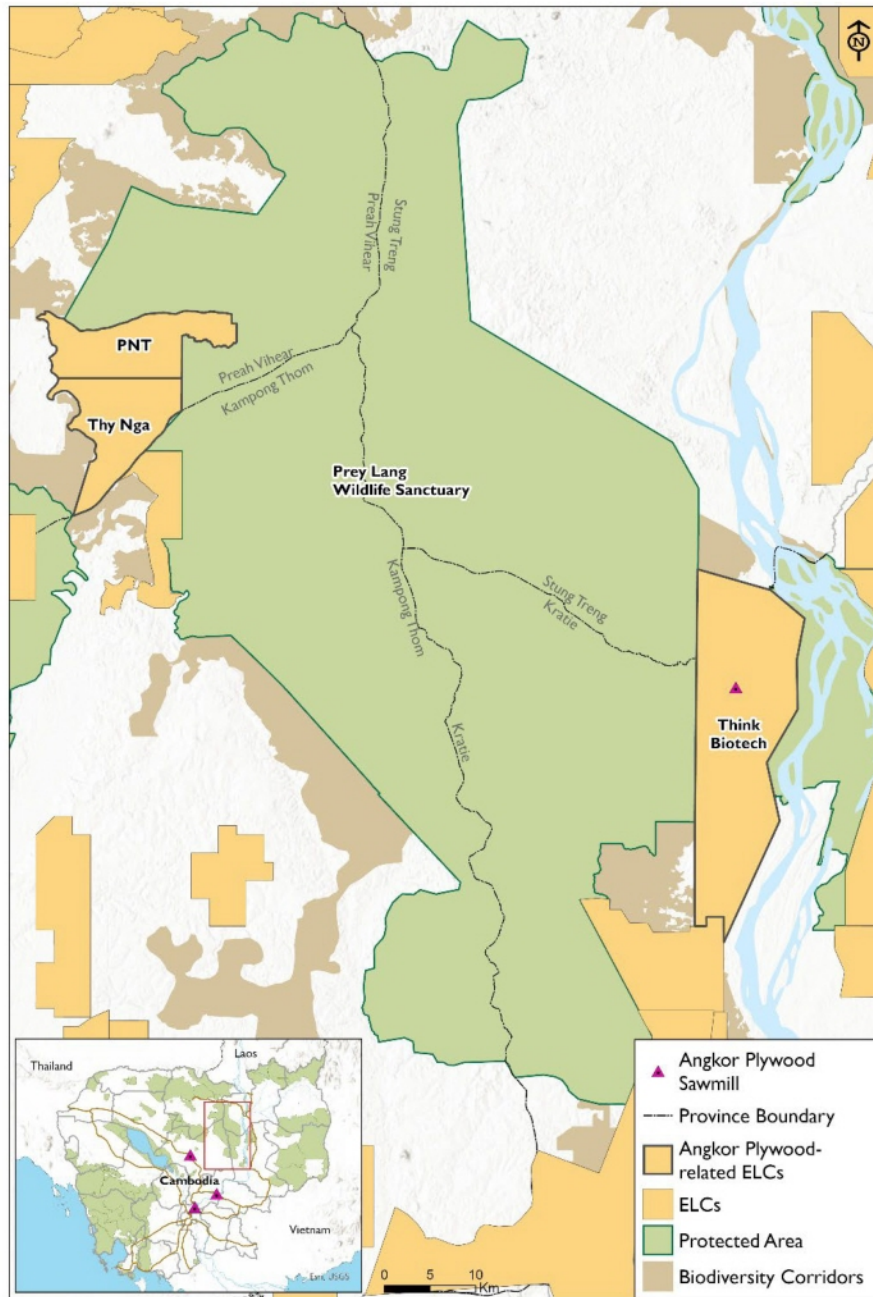 N
Stung Treng
Preah Vihear
PNT
Preah Vihear
Kampong Thom
Thy Nga
Prey Lang
Wildlife Sanctuary
Stung Treng
Kratie
Kampong Thom
Kratie
Think
Biotech
Thailand
Laos
Cambodia
Vietnam
Angkor Plywood
Sawmill
Province Boundary
Angkor Plywood-
related ELCs
ELCs
Protected Area
Biodiversity Corridors
0 5 10
Km